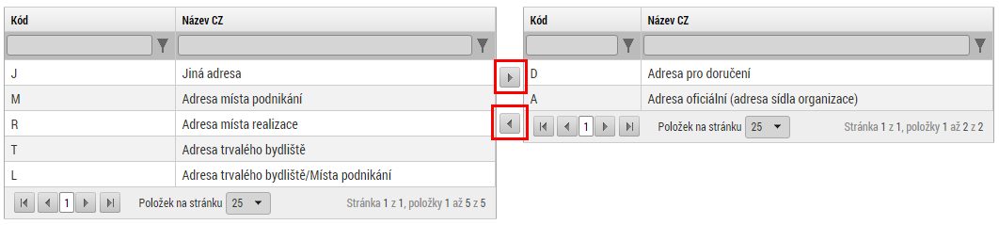 Kód Název CZ
J Jiná adresa
M Adresa místa podnikání
R Adresa místa realizace
T Adresa trvalého bydliště
L Adresa trvalého bydliště/Místa podnikání
1 Položek na stránku 25 Stránka 1 z 1, položky 1 až 5 z 5
Kód Název CZ
D Adresa pro doručení
A Adresa oficiální (adresa sídla organizace)
1 Položek na stránku 25 Stránka 1 z 1, položky 1 až 2 z 2